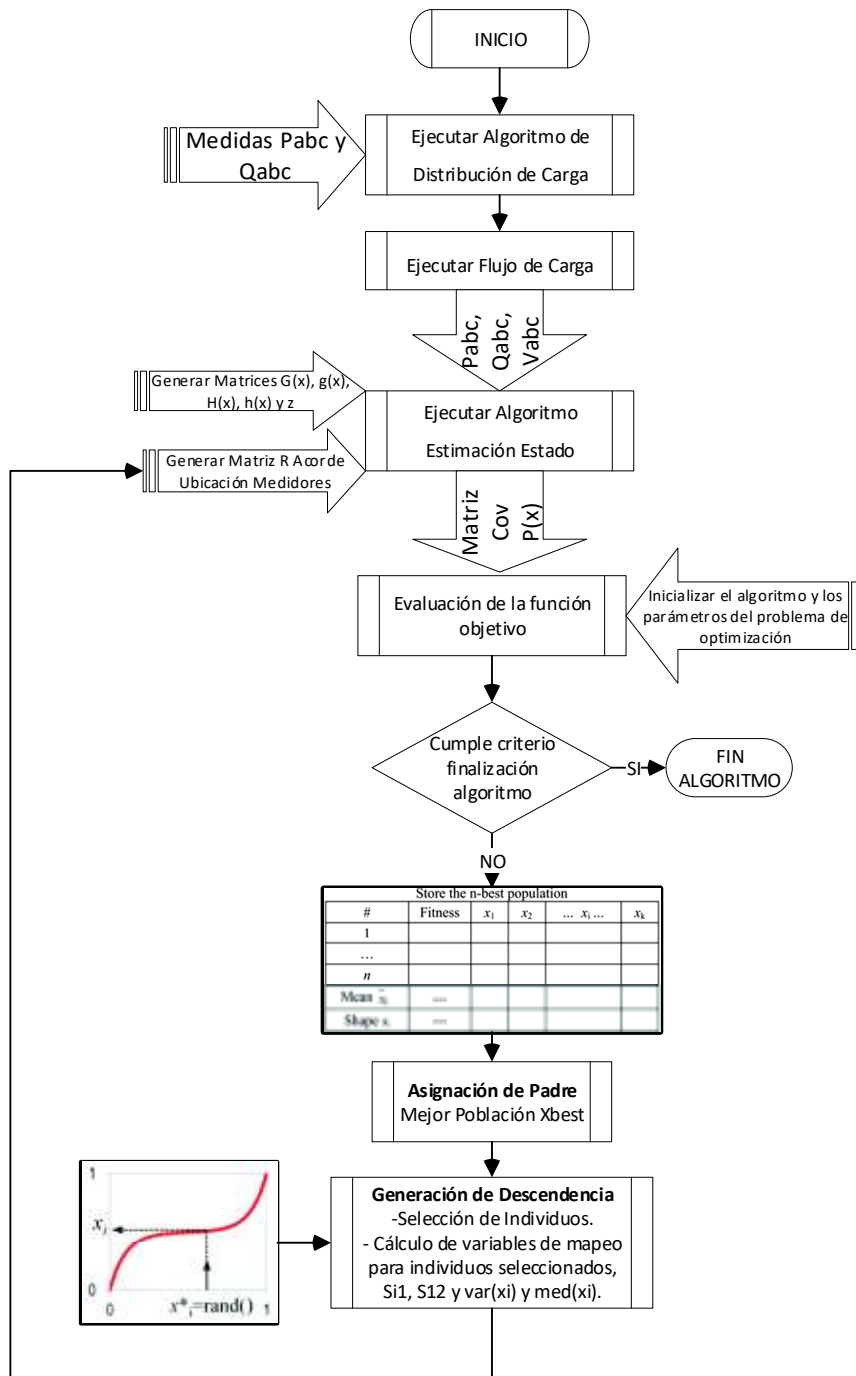 INICIO
Medidas Pabc y
Qabc
Ejecutar Algoritmo de
Distribución de Carga
Ejecutar Flujo de Carga
Pabc,
Qabc,
Vabc
Generar Matrices G(x), g(x),
H(x), h(x) y z
Ejecutar Algoritmo
Estimación Estado
Generar Matriz R Acorde
Ubicación Medidores
Matriz
Cov
P(x)
Evaluación de la función
objetivo
Inicializar el algoritmo y los
parámetros del problema de
optimización
Cumple criterio
finalización
algoritmo
SI
FIN
ALGORITMO
NO
Store the n-best population
# Fitness x1 x2 ... xi ... xk
1
...
n
Mean ---
Shape si ---
Asignación de Padre
Mejor Población Xbest
Generación de Descendencia
-Selección de Individuos.
- Cálculo de variables de mapeo
para individuos seleccionados,
Si1, S12 y var(xi) y med(xi).
1
xi
0
0 x*i=rand() 1